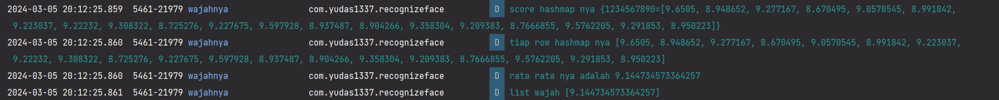 2024-03-05 20:12:25.859  5461-21979 wajahnya                com.yudas1337.recognizeface         D  score hashmap nya {1234567890=[9.6505, 8.948652, 9.277167, 8.670495, 9.0570545, 8.991842,
9.223037, 9.22232, 9.308322, 8.725276, 9.227675, 9.597928, 8.937487, 8.904266, 9.358304, 9.209383, 8.7666855, 9.5762205, 9.291853, 8.950223]}
2024-03-05 20:12:25.860  5461-21979 wajahnya                com.yudas1337.recognizeface         D  tiap row hashmap nya [9.6505, 8.948652, 9.277167, 8.670495, 9.0570545, 8.991842, 9.223037,
9.22232, 9.308322, 8.725276, 9.227675, 9.597928, 8.937487, 8.904266, 9.358304, 9.209383, 8.7666855, 9.5762205, 9.291853, 8.950223]
2024-03-05 20:12:25.860  5461-21979 wajahnya                com.yudas1337.recognizeface         D  rata rata nya adalah 9.144734573364257
2024-03-05 20:12:25.861  5461-21979 wajahnya                com.yudas1337.recognizeface         D  list wajah [9.144734573364257]